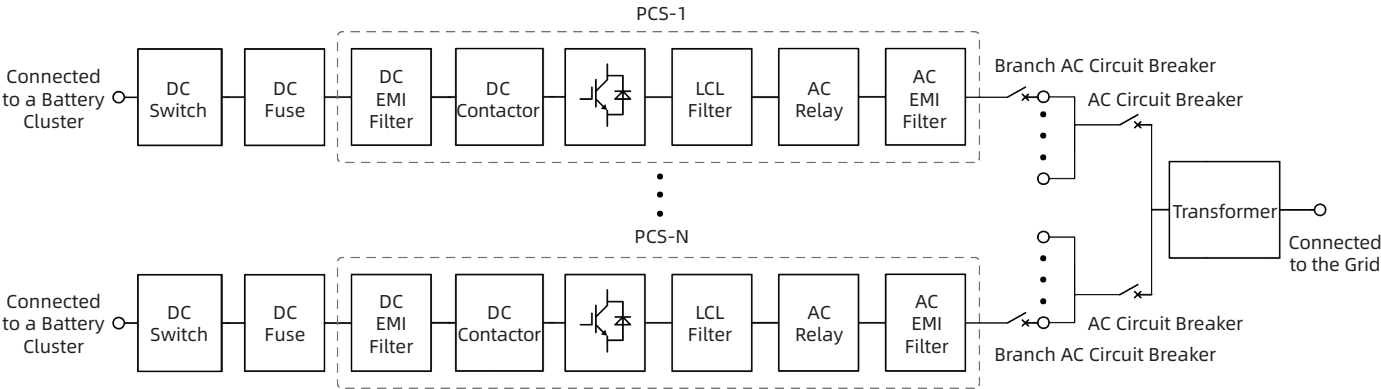 PCS-1
Connected
to a Battery
Cluster
DC
Switch
DC
Fuse
DC
EMI
Filter
DC
Contactor
LCL
Filter
AC
Relay
AC
EMI
Filter
Branch AC Circuit Breaker
AC Circuit Breaker
Transformer
Connected
to the Grid
PCS-N
Connected
to a Battery
Cluster
DC
Switch
DC
Fuse
DC
EMI
Filter
DC
Contactor
LCL
Filter
AC
Relay
AC
EMI
Filter
AC Circuit Breaker
Branch AC Circuit Breaker